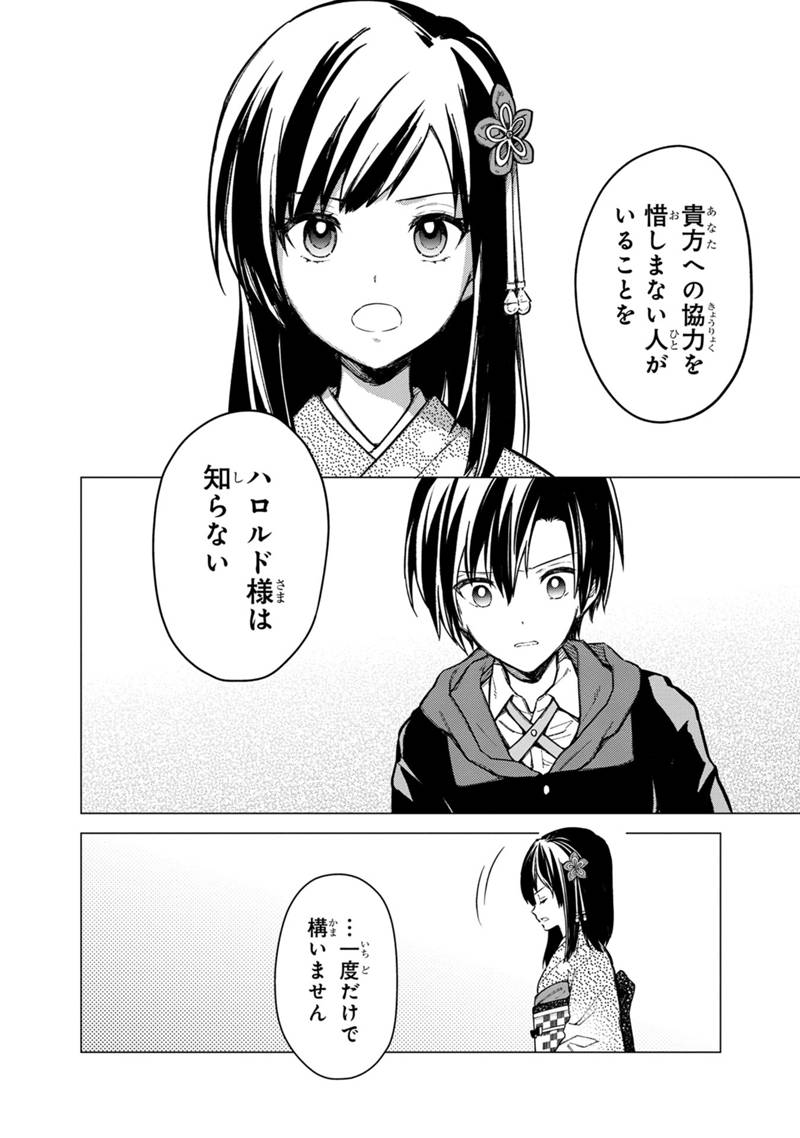 貴方への協力を
惜しまない人が
いることを
ハロルド様は
知らない
…一度だけで
構いません